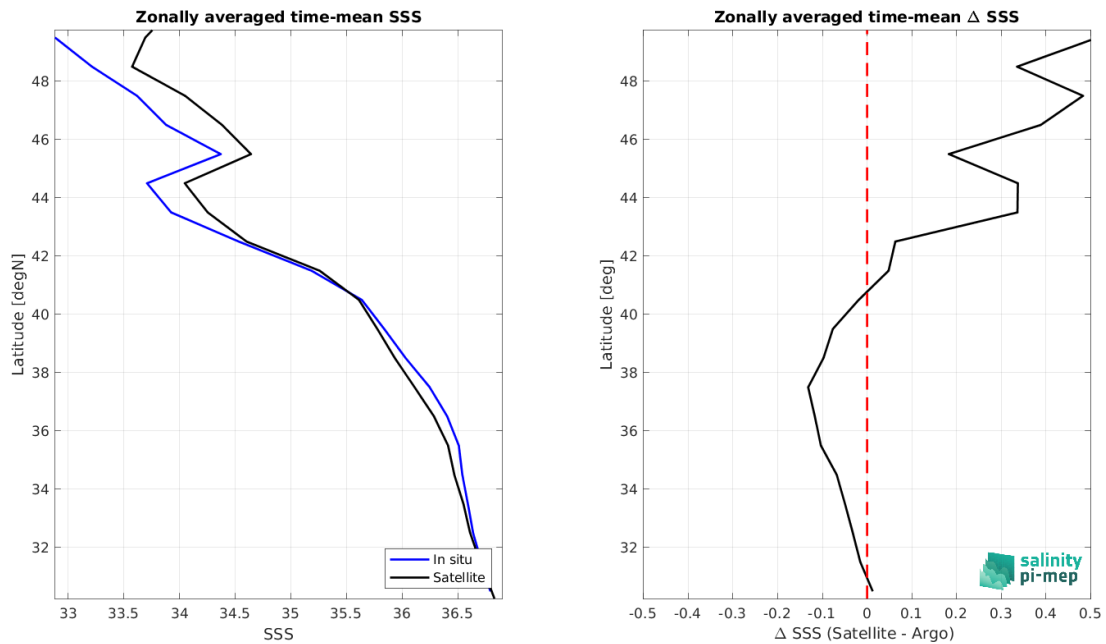 Zonally averaged time-mean SSS
48
46
44
42
40
38
36
34
32
Latitude [degN]
33 33.5 34 34.5 35 35.5 36 36.5
SSS
In situ
Satellite
Zonally averaged time-mean Δ SSS
48
46
44
42
40
38
36
34
32
Latitude [deg]
-0.5 -0.4 -0.3 -0.2 -0.1 0 0.1 0.2 0.3 0.4 0.5
Δ SSS (Satellite - Argo)
salinity
pi-mep